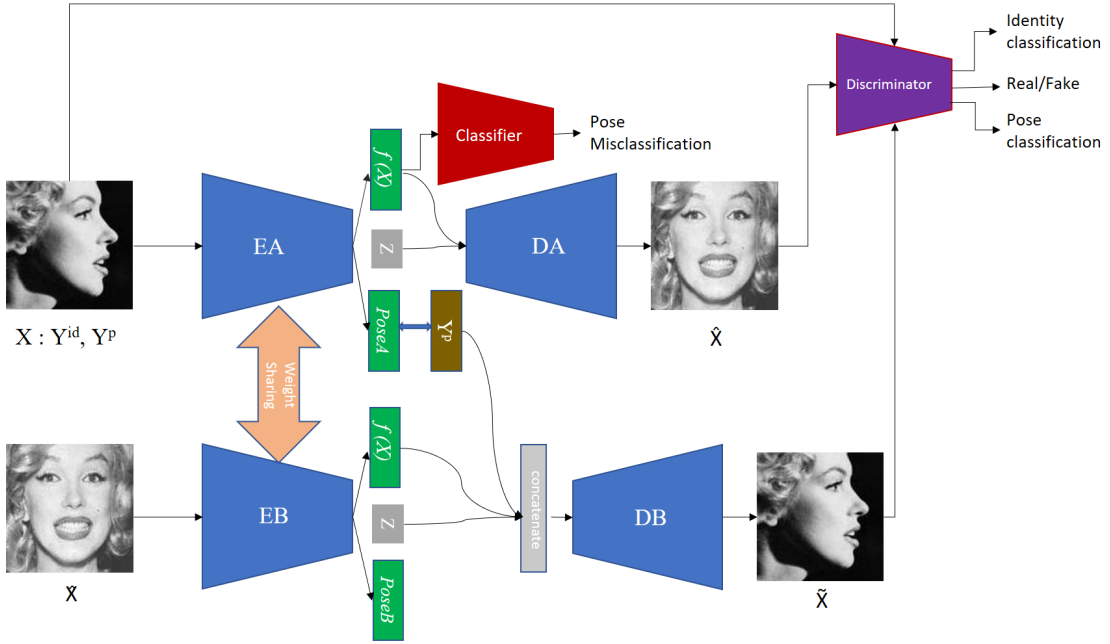 Identity
classification
Discriminator
Real/Fake
Pose
classification
Classifier
Pose
Misclassification
f (X)
EA
Z
DA
PoseA
Yᵖ
X : Yⁱᵈ, Yᵖ
X̂
Weight
Sharing
f (X)
EB
Z
concatenate
DB
PoseB
X̂
X̃